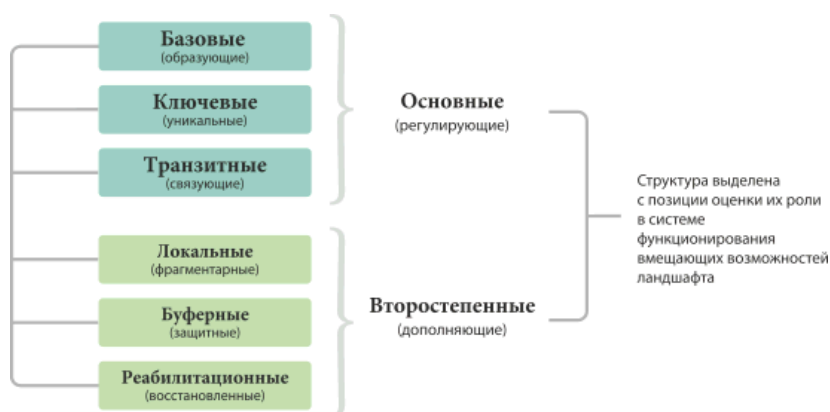 Базовые
(образующие)
Ключевые
(уникальные)
Транзитные
(связующие)
Локальные
(фрагментарные)
Буферные
(защитные)
Реабилитационные
(восстановленные)
Основные
(регулирующие)
Второстепенные
(дополняющие)
Структура выделена
с позиции оценки их роли
в системе
функционирования
вмещающих возможностей
ландшафта